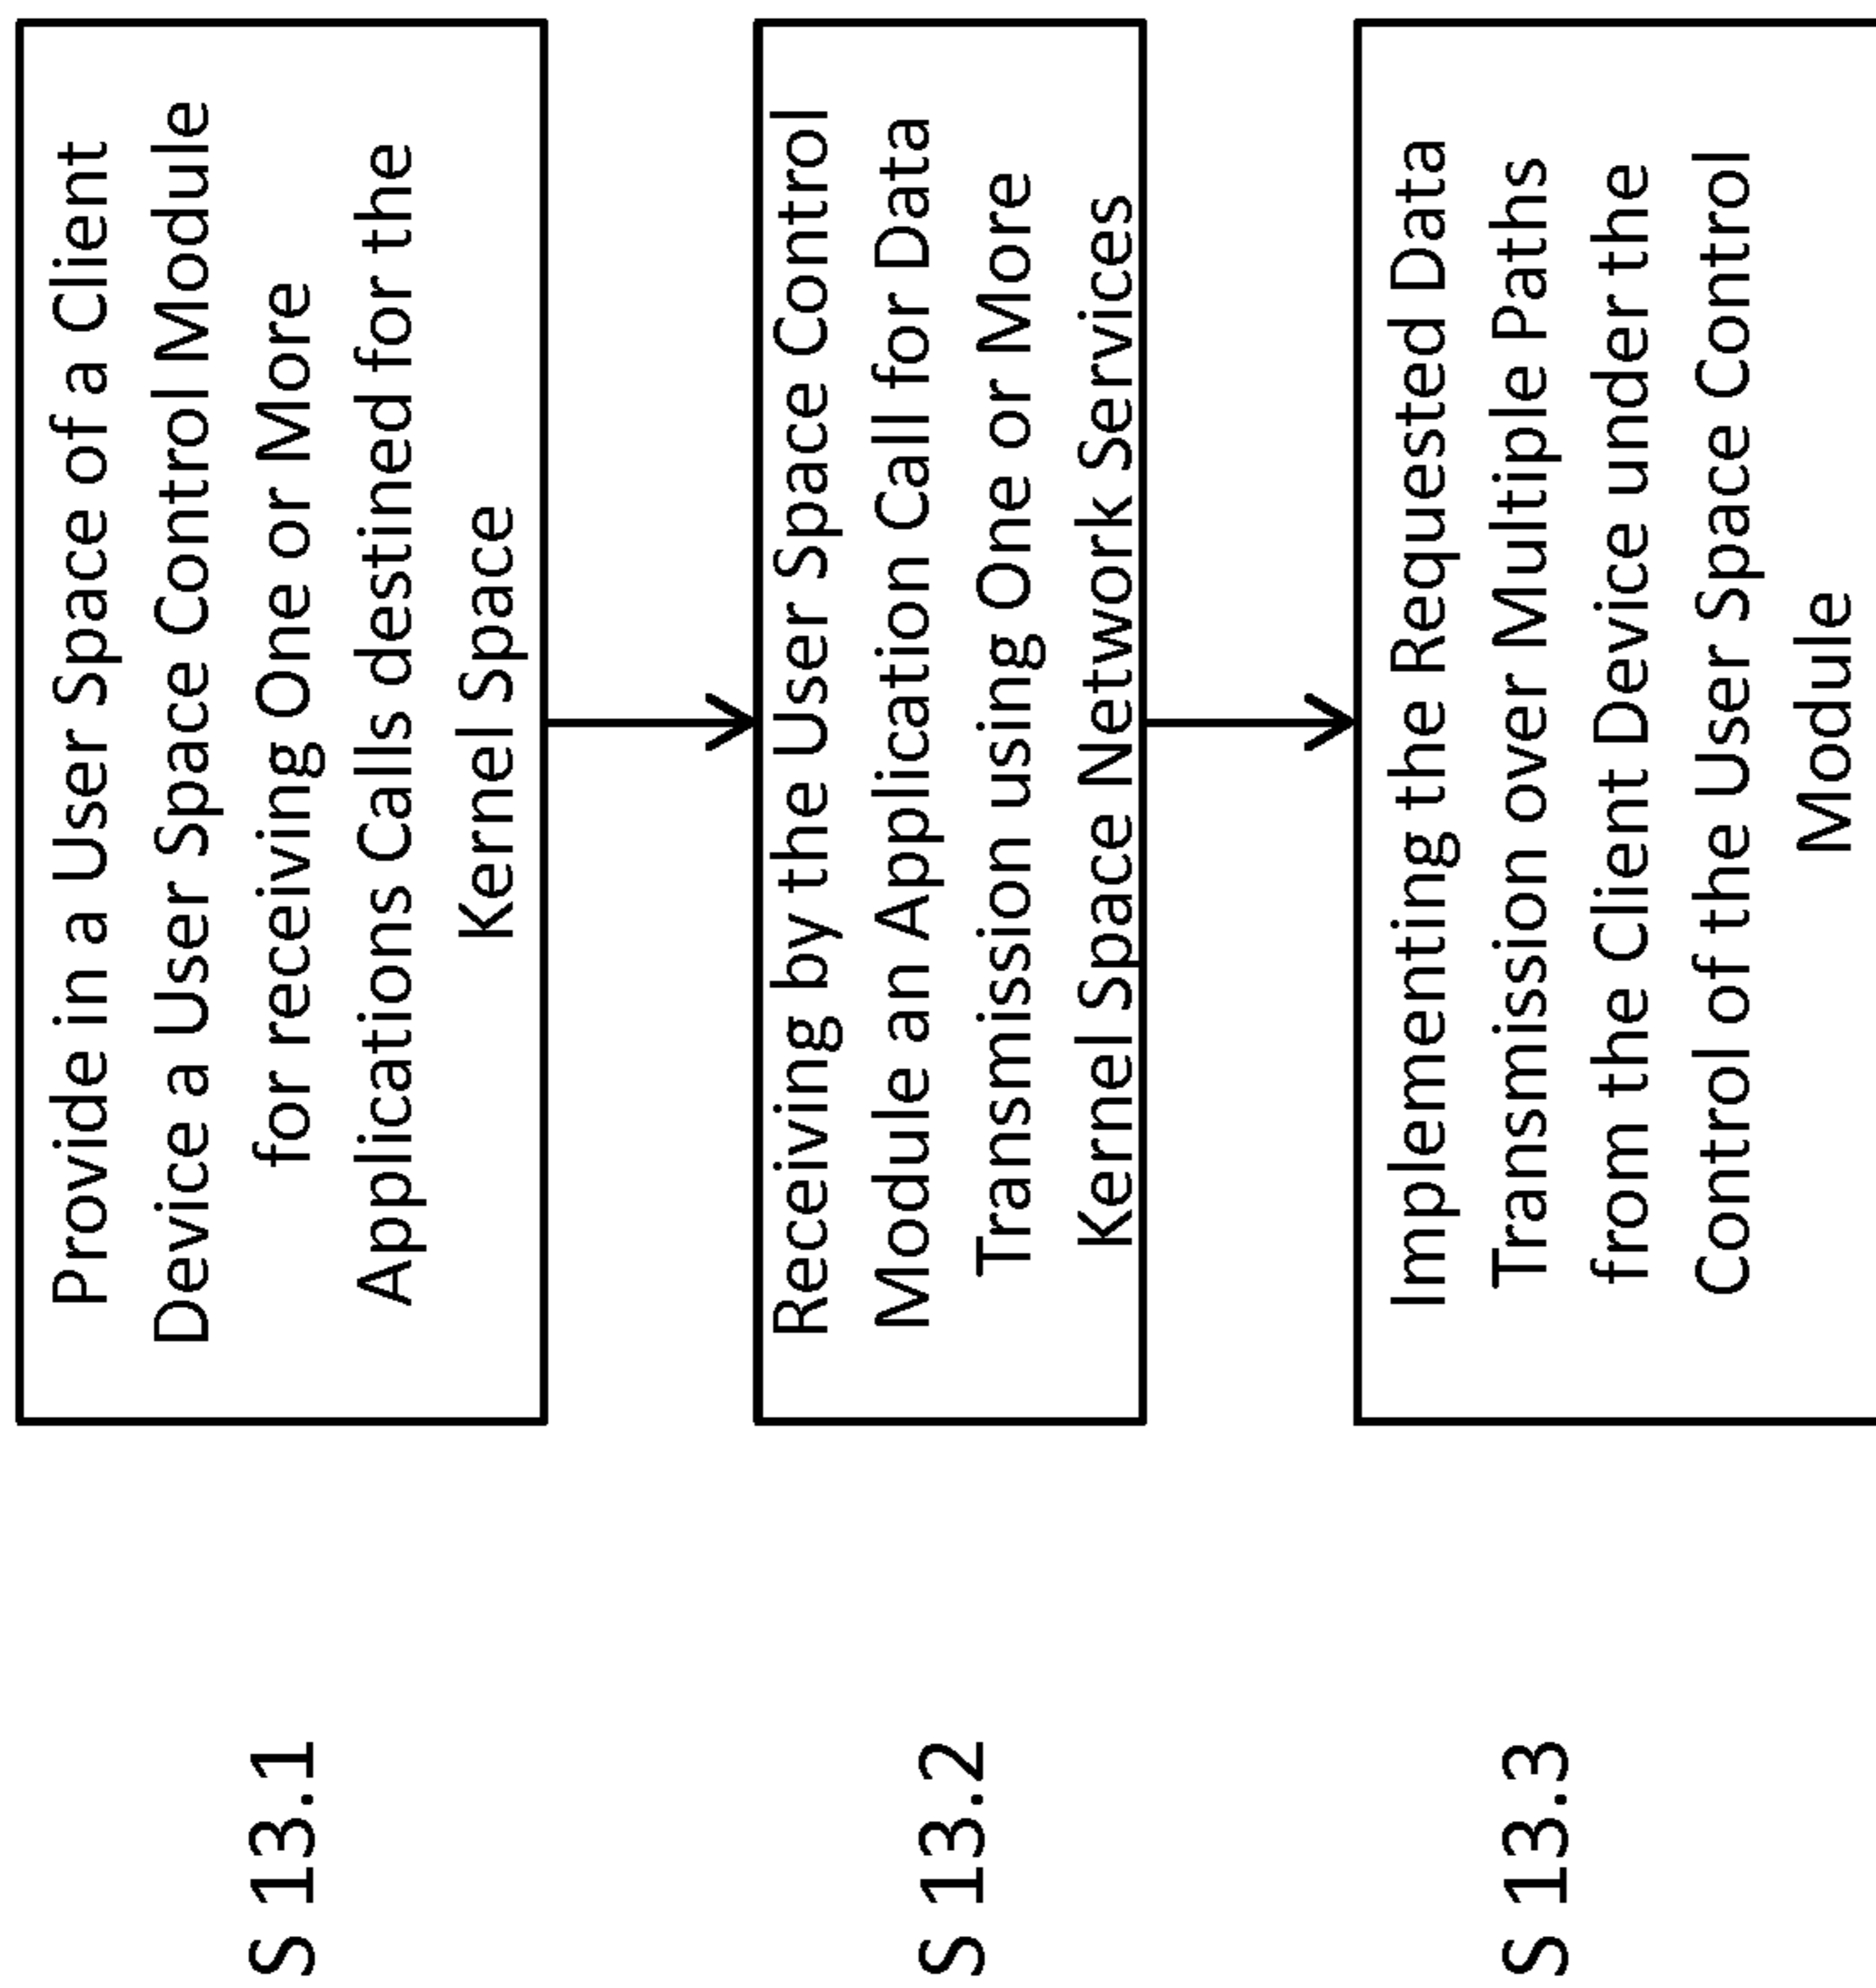 S 13.1
Provide in a User Space of a Client
Device a User Space Control Module
for receiving One or More
Applications Calls destined for the
Kernel Space
S 13.2
Receiving by the User Space Control
Module an Application Call for Data
Transmission using One or More
Kernel Space Network Services
S 13.3
Implementing the Requested Data
Transmission over Multiple Paths
from the Client Device under the
Control of the User Space Control
Module